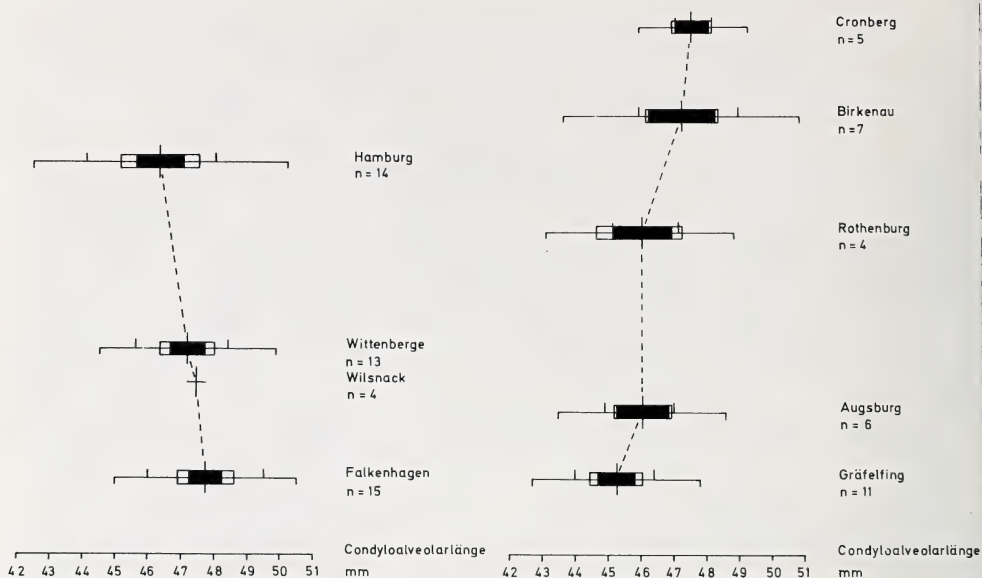 Hamburg
n = 14
Wittenberge
n = 13
Wilsnack
n = 4
Falkenhagen
n = 15
42 43 44 45 46 47 48 49 50 51
Condyloalveolarlänge
mm
Cronberg
n = 5
Birkenau
n = 7
Rothenburg
n = 4
Augsburg
n = 6
Gräfelfing
n = 11
42 43 44 45 46 47 48 49 50 51
Condyloalveolarlänge
mm